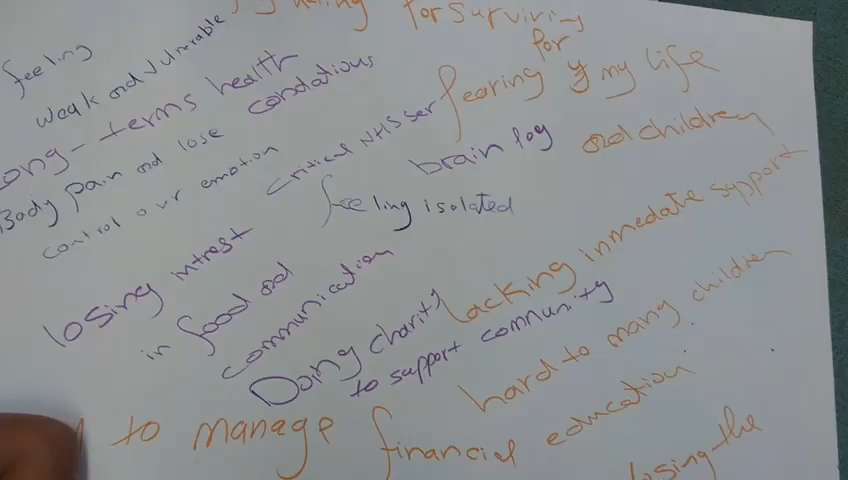 for surviving
feeling
weak and vulnerable
for
fearing of my life
and children
long-terms health
condations
Body pain and lose
control our emotion
critical NHS ser
brain fog
feeling isolated
losing intrest
in food and
communication
lacking immediate support
Doing charity
to support community
hard to many children
to manage financial education
losing the